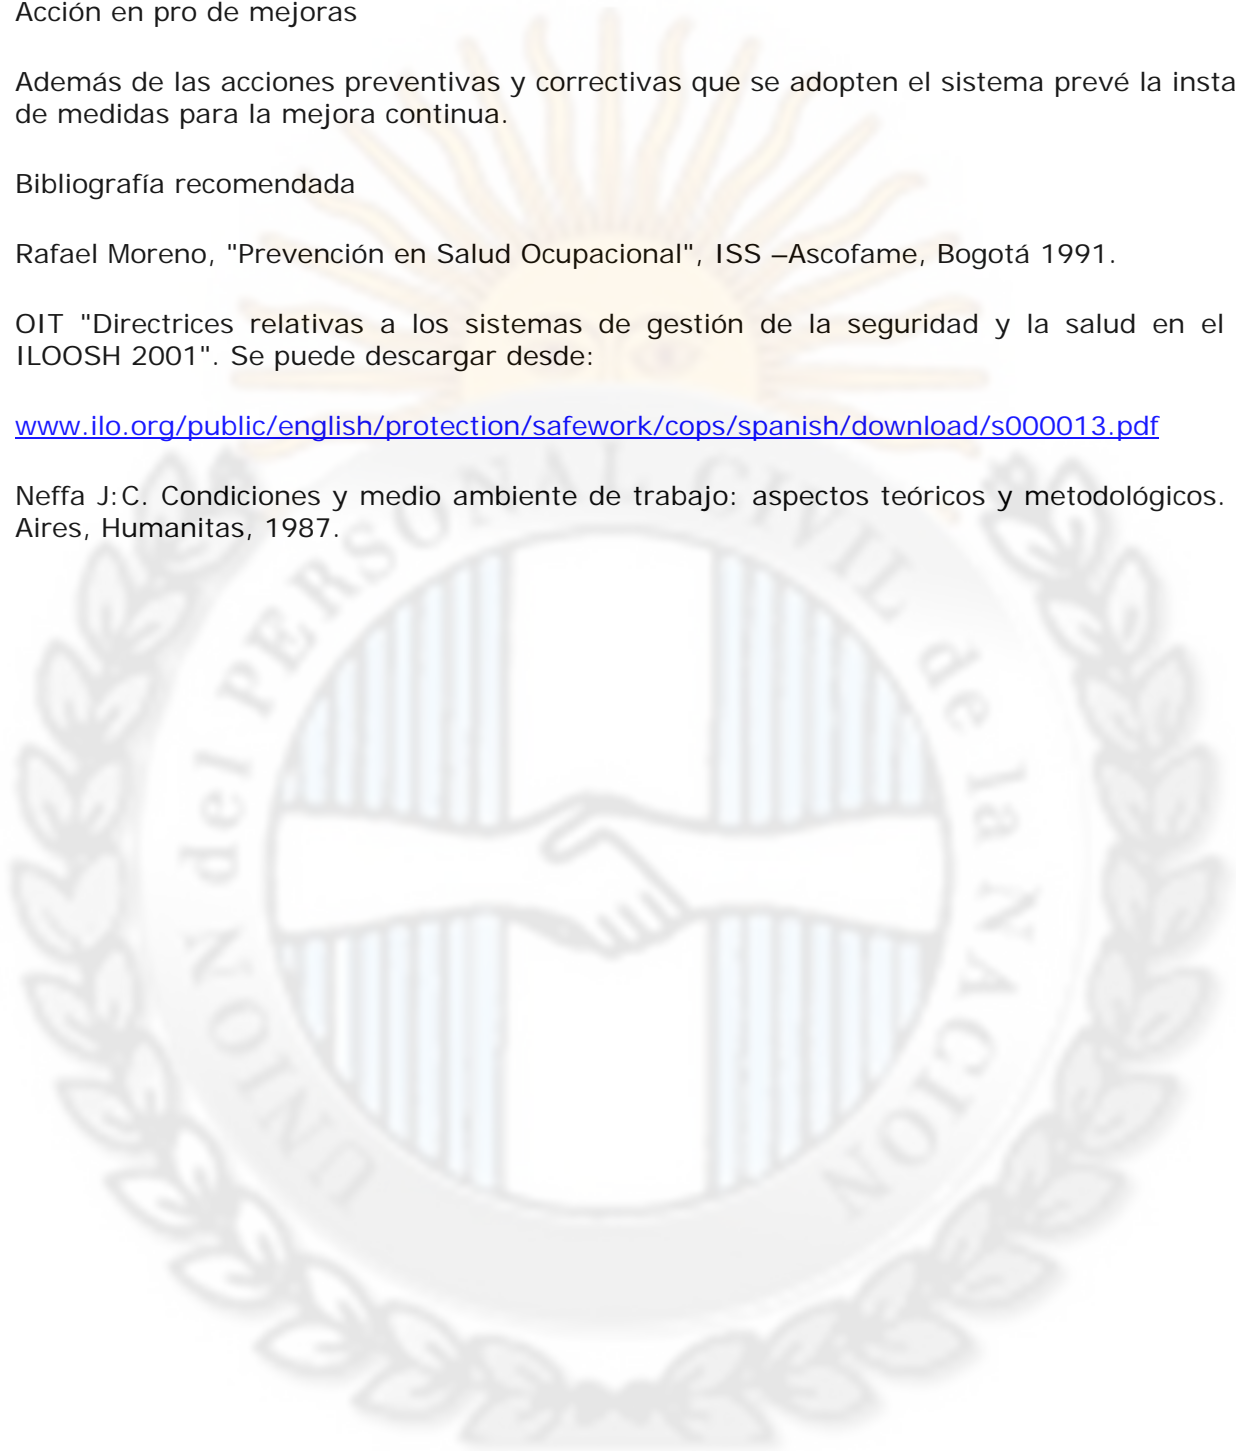 Acción en pro de mejoras
Además de las acciones preventivas y correctivas que se adopten el sistema prevé la insta
de medidas para la mejora continua.
Bibliografía recomendada
Rafael Moreno, "Prevención en Salud Ocupacional", ISS –Ascofame, Bogotá 1991.
OIT "Directrices relativas a los sistemas de gestión de la seguridad y la salud en el
ILOOSH 2001". Se puede descargar desde:
www.ilo.org/public/english/protection/safework/cops/spanish/download/s000013.pdf
Neffa J:C. Condiciones y medio ambiente de trabajo: aspectos teóricos y metodológicos.
Aires, Humanitas, 1987.
UNION del PERSONAL CIVIL de la NACION